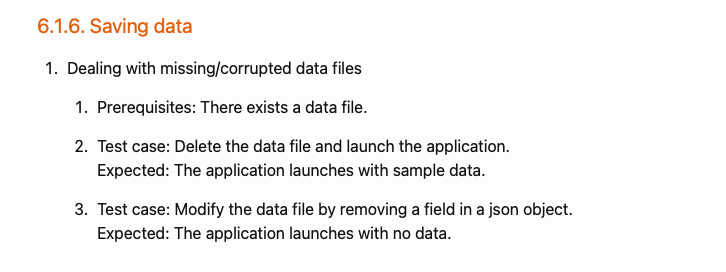 6.1.6. Saving data
1. Dealing with missing/corrupted data files
1. Prerequisites: There exists a data file.
2. Test case: Delete the data file and launch the application.
Expected: The application launches with sample data.
3. Test case: Modify the data file by removing a field in a json object.
Expected: The application launches with no data.